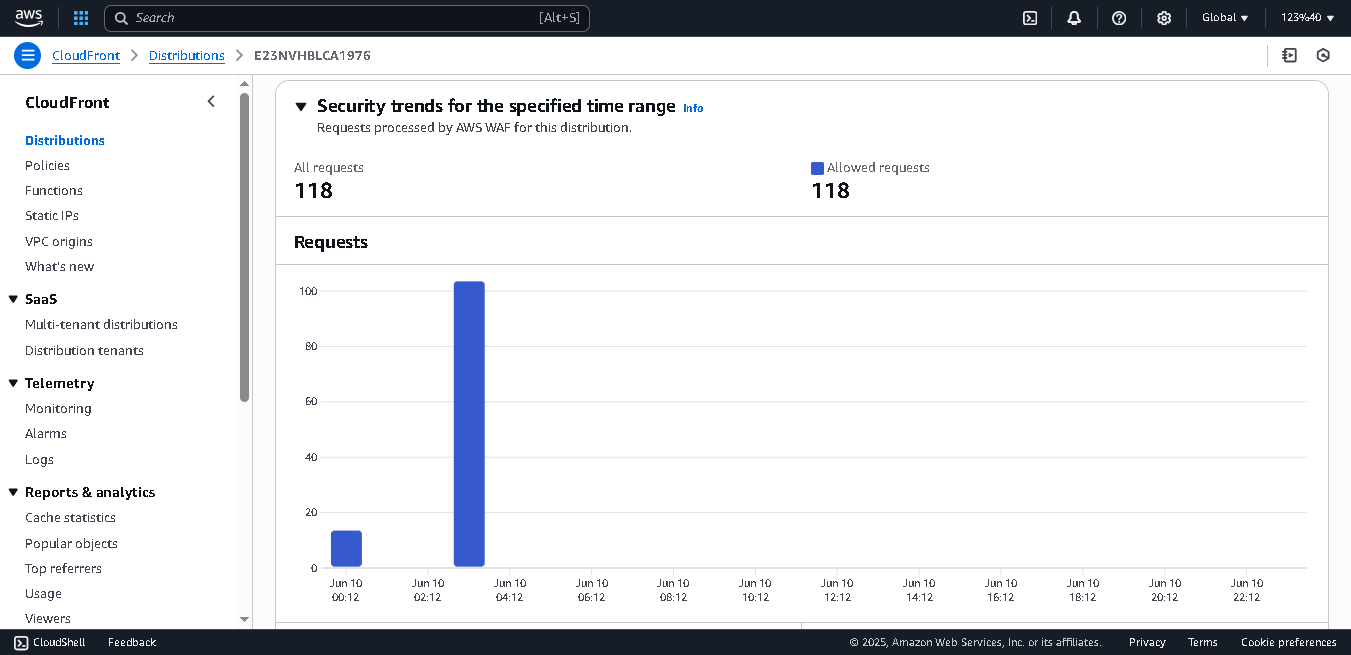 aws
Search [Alt+S]
Global
123%40
CloudFront
Distributions
E23NVHBLCA1976
CloudFront
Distributions
Policies
Functions
Static IPs
VPC origins
What's new
SaaS
Multi-tenant distributions
Distribution tenants
Telemetry
Monitoring
Alarms
Logs
Reports & analytics
Cache statistics
Popular objects
Top referrers
Usage
Viewers
Security trends for the specified time range Info
Requests processed by AWS WAF for this distribution.
All requests
118
Allowed requests
118
Requests
100
80
60
40
20
0
Jun 10 00:12
Jun 10 02:12
Jun 10 04:12
Jun 10 06:12
Jun 10 08:12
Jun 10 10:12
Jun 10 12:12
Jun 10 14:12
Jun 10 16:12
Jun 10 18:12
Jun 10 20:12
Jun 10 22:12
CloudShell
Feedback
© 2025, Amazon Web Services, Inc. or its affiliates.
Privacy
Terms
Cookie preferences